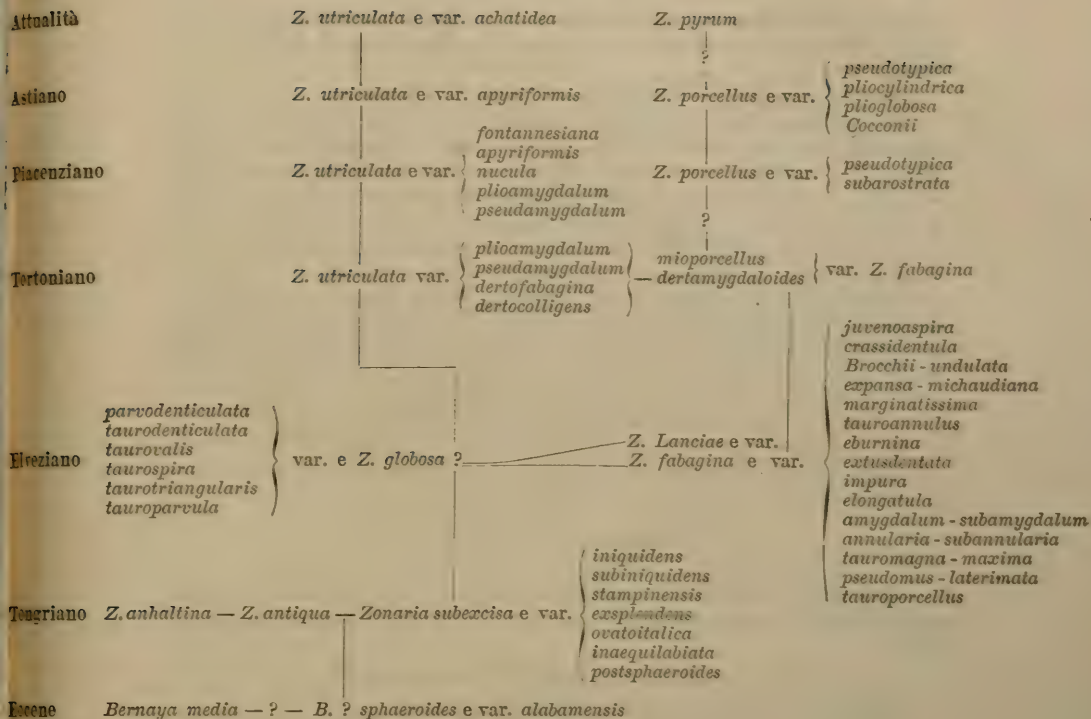 Attualità Z. utriculata e var. achatidea Z. pyrum
?
Astiano Z. utriculata e var. apyriformis Z. porcellus e var.
pseudotypica
pliocylindrica
plioglobosa
Cocconii
Piacenziano Z. utriculata e var.
fontannesiana
apyriformis
nucula
plioamygdalum
pseudamygdalum
Z. porcellus e var.
pseudotypica
subarostrata
?
Tortoniano Z. utriculata var.
plioamygdalum
pseudamygdalum
dertofabagina
dertocolligens
— mioporcellus
dertamygdaloides
var. Z. fabagina
Elveziano
parvodenticulata
taurodenticulata
taurovalis
taurospira
taurotriangularis
tauroparvula
var. e Z. globosa ?
Z. Lanciae e var.
Z. fabagina e var.
juvenoaspira
crassidentula
Brocchii - undulata
expansa - michaudiana
marginatissima
tauroannulus
eburnina
extusdentata
impura
elongatula
amygdalum - subamygdalum
annularia - subannularia
tauromagna - maxima
pseudomus - laterimata
tauroporcellus
Tongriano Z. anhaltina — Z. antiqua — Zonaria subexcisa e var.
iniquidens
subiniquidens
stampinensis
exsplendens
ovatoitalica
inaequilabiata
postsphaeroides
Eocene Bernaya media — ? — B. ? sphaeroides e var. alabamensis